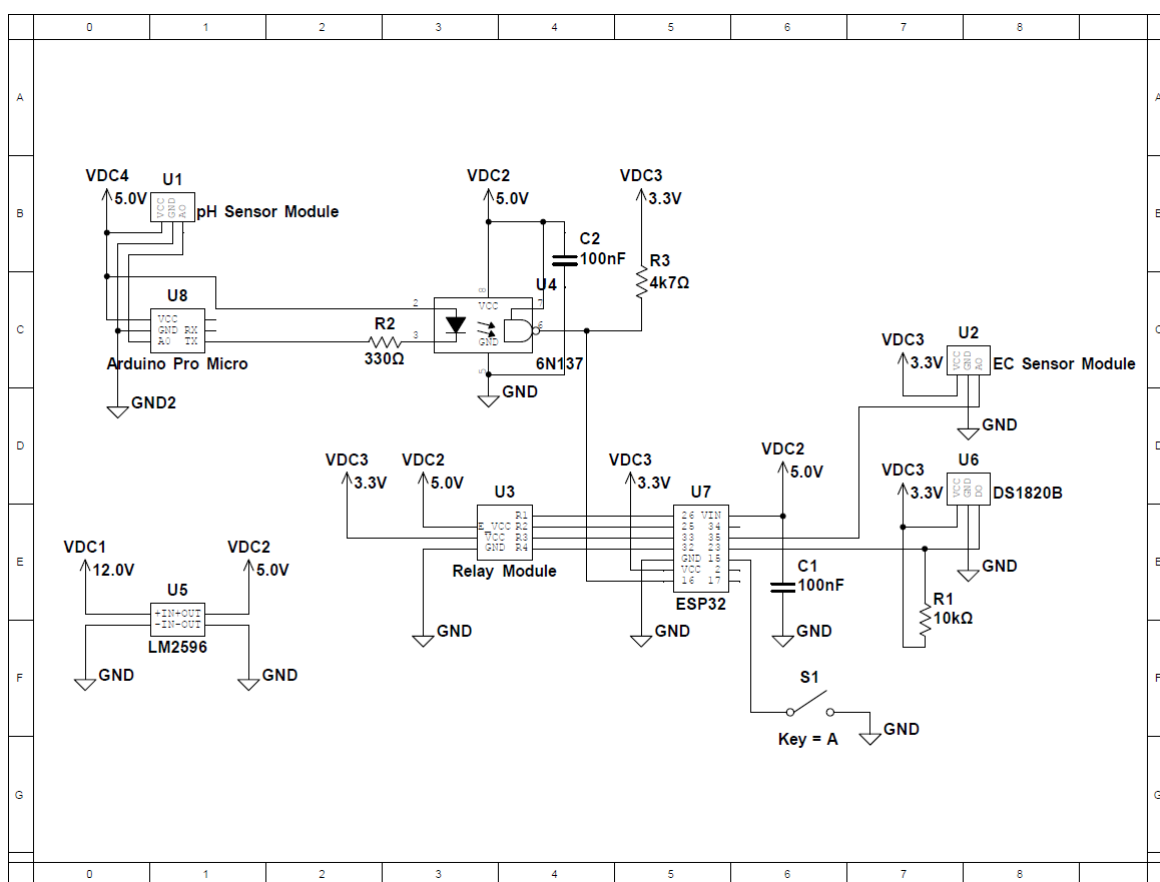 0 1 2 3 4 5 6 7 8
A A
B B
C C
D D
E E
F F
G G
VDC4
5.0V
U1
VCC
GND
AO
pH Sensor Module
U8
VCC
GND RX
A0 TX
Arduino Pro Micro
GND2
R2
330Ω
VDC2
5.0V
C2
100nF
U4
2
3
8
VCC
7
6
GND
5
6N137
GND
VDC3
3.3V
R3
4k7Ω
VDC3
3.3V
U2
VCC
GND
AO
EC Sensor Module
GND
VDC3
3.3V
VDC2
5.0V
U3
R1
E_VCC R2
VCC R3
GND R4
Relay Module
GND
VDC3
3.3V
U7
26 VIN
25 34
33 35
32 23
GND 15
VCC 2
16 17
ESP32
GND
VDC2
5.0V
C1
100nF
GND
VDC3
3.3V
U6
VCC
GND
DO
DS1820B
GND
R1
10kΩ
VDC1
12.0V
VDC2
5.0V
U5
+IN+OUT
-IN-OUT
LM2596
GND
GND
S1
Key = A
GND
0 1 2 3 4 5 6 7 8